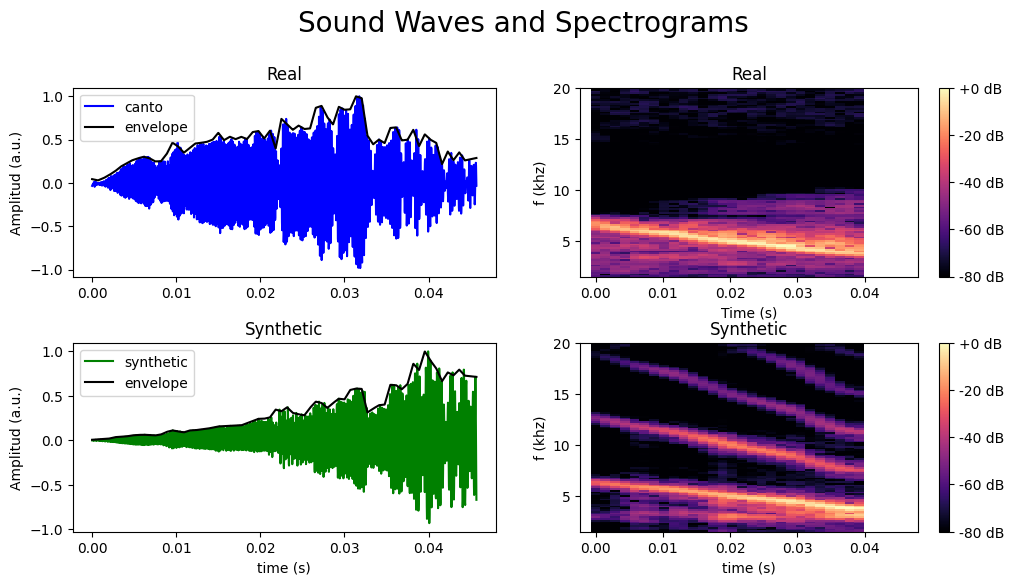 Sound Waves and Spectrograms
Real
canto
envelope
Amplitud (a.u.)
1.0
0.5
0.0
−0.5
−1.0
0.00 0.01 0.02 0.03 0.04
Real
f (khz)
20
15
10
5
0.00 0.01 0.02 0.03 0.04
Time (s)
+0 dB
-20 dB
-40 dB
-60 dB
-80 dB
Synthetic
synthetic
envelope
Amplitud (a.u.)
1.0
0.5
0.0
−0.5
−1.0
0.00 0.01 0.02 0.03 0.04
time (s)
Synthetic
f (khz)
20
15
10
5
0.00 0.01 0.02 0.03 0.04
time (s)
+0 dB
-20 dB
-40 dB
-60 dB
-80 dB